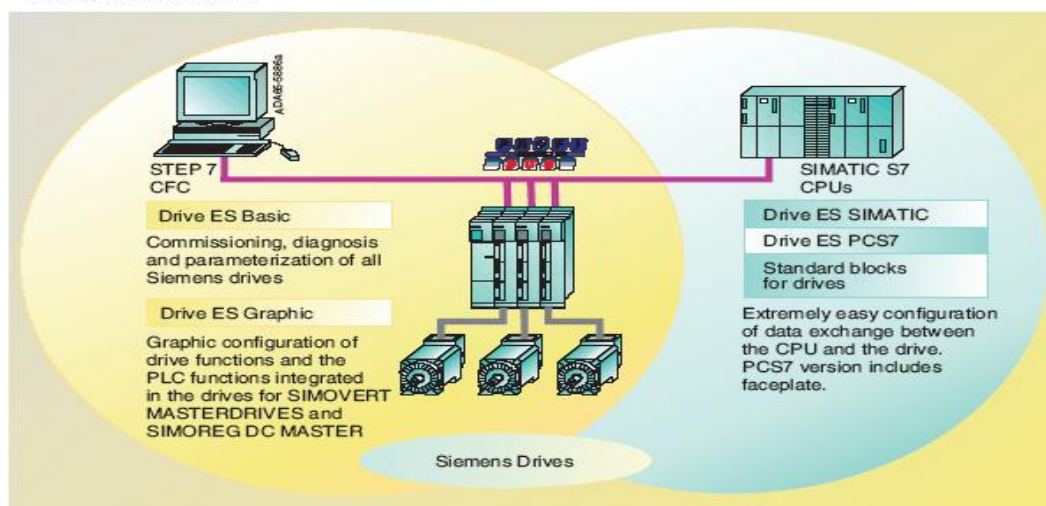 ADA65-5886a
STEP 7
CFC
Drive ES Basic
Commissioning, diagnosis
and parameterization of all
Siemens drives
Drive ES Graphic
Graphic configuration of
drive functions and the
PLC functions integrated
in the drives for SIMOVERT
MASTERDRIVES and
SIMOREG DC MASTER
SIMATIC S7
CPUs
Drive ES SIMATIC
Drive ES PCS7
Standard blocks
for drives
Extremely easy configuration
of data exchange between
the CPU and the drive.
PCS7 version includes
faceplate.
Siemens Drives